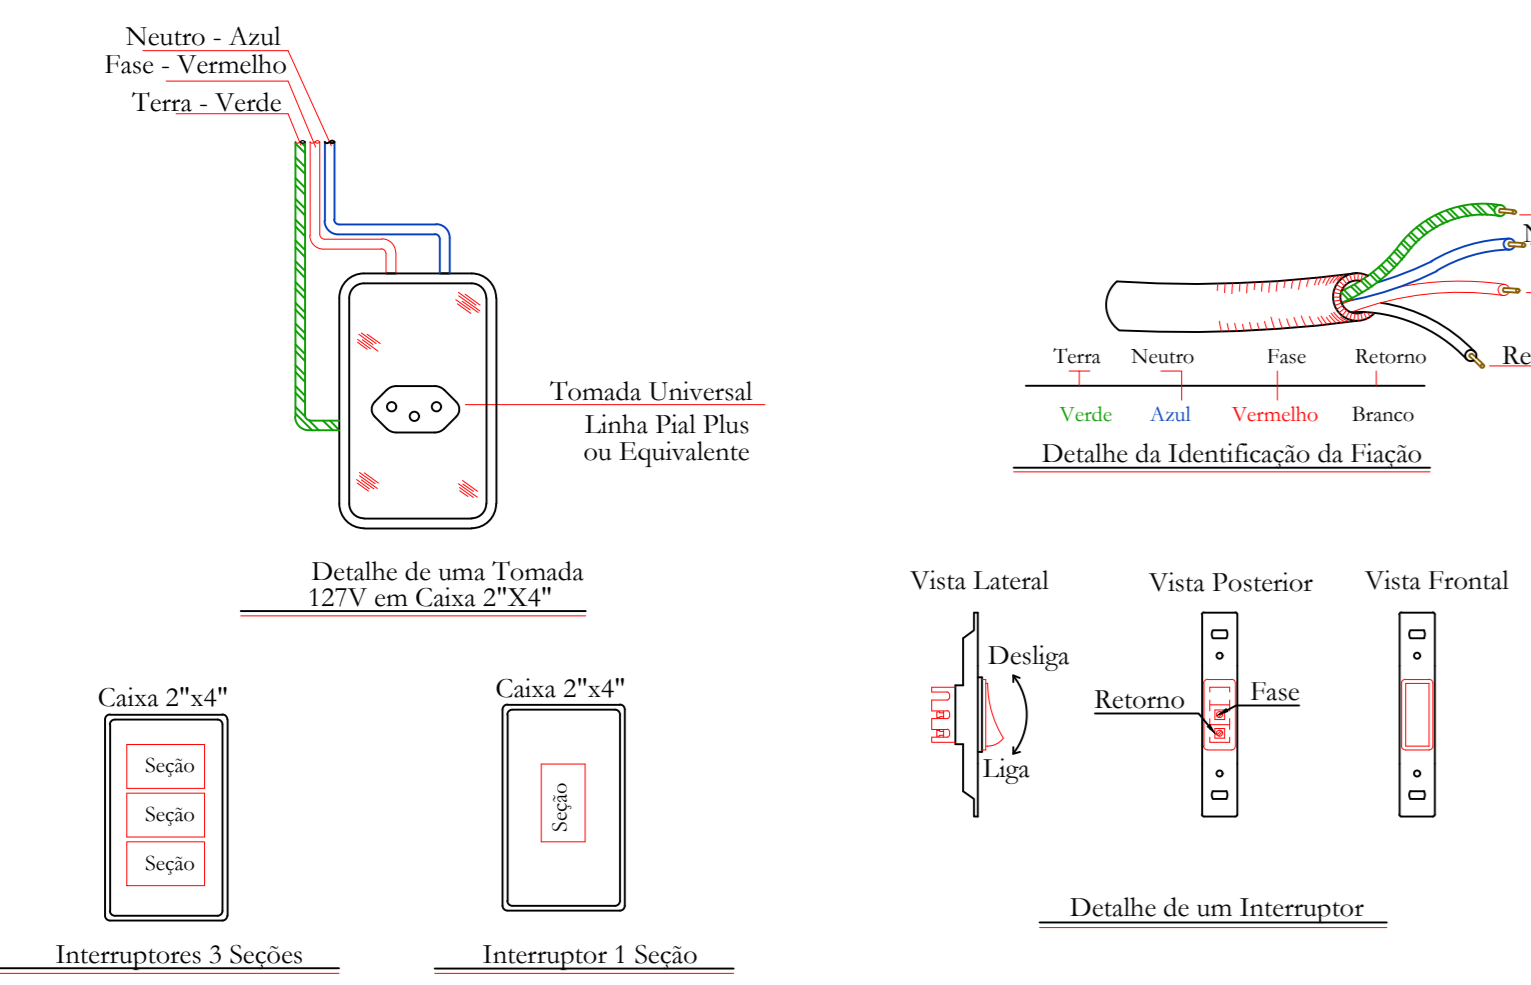 Neutro - Azul
Fase - Vermelho
Terra - Verde
Tomada Universal
Linha Pial Plus
ou Equivalente
Detalhe de uma Tomada
127V em Caixa 2"X4"
N
Re
Terra Neutro Fase Retorno
Verde Azul Vermelho Branco
Detalhe da Identificação da Fiação
Caixa 2"x4"
Seção
Seção
Seção
Interruptores 3 Seções
Caixa 2"x4"
Seção
Interruptor 1 Seção
Vista Lateral
Desliga
Liga
Vista Posterior
Retorno
Fase
Vista Frontal
Detalhe de um Interruptor